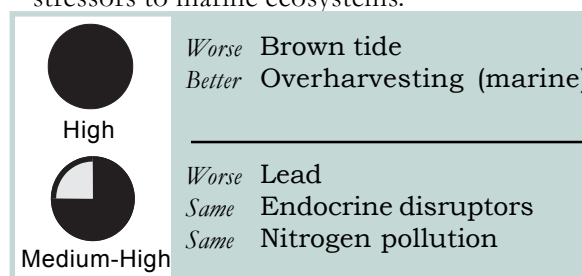 stressors to marine ecosystems.
Worse Brown tide
Better Overharvesting (marine)
High
Worse Lead
Same Endocrine disruptors
Same Nitrogen pollution
Medium-High